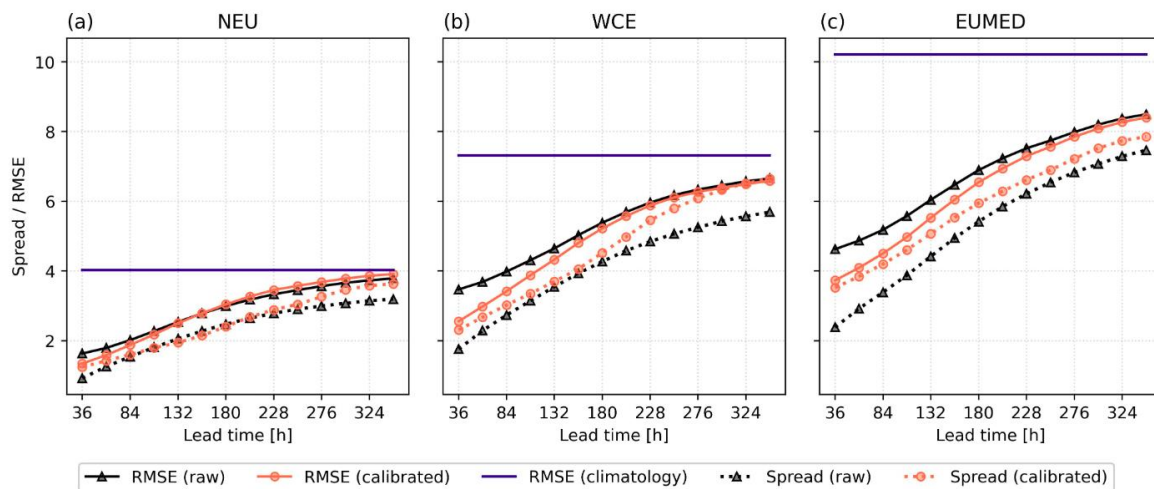 (a) NEU
(b) WCE
(c) EUMED
Spread / RMSE
10
8
6
4
2
36 84 132 180 228 276 324
36 84 132 180 228 276 324
36 84 132 180 228 276 324
Lead time [h]
Lead time [h]
Lead time [h]
RMSE (raw) RMSE (calibrated) RMSE (climatology) Spread (raw) Spread (calibrated)